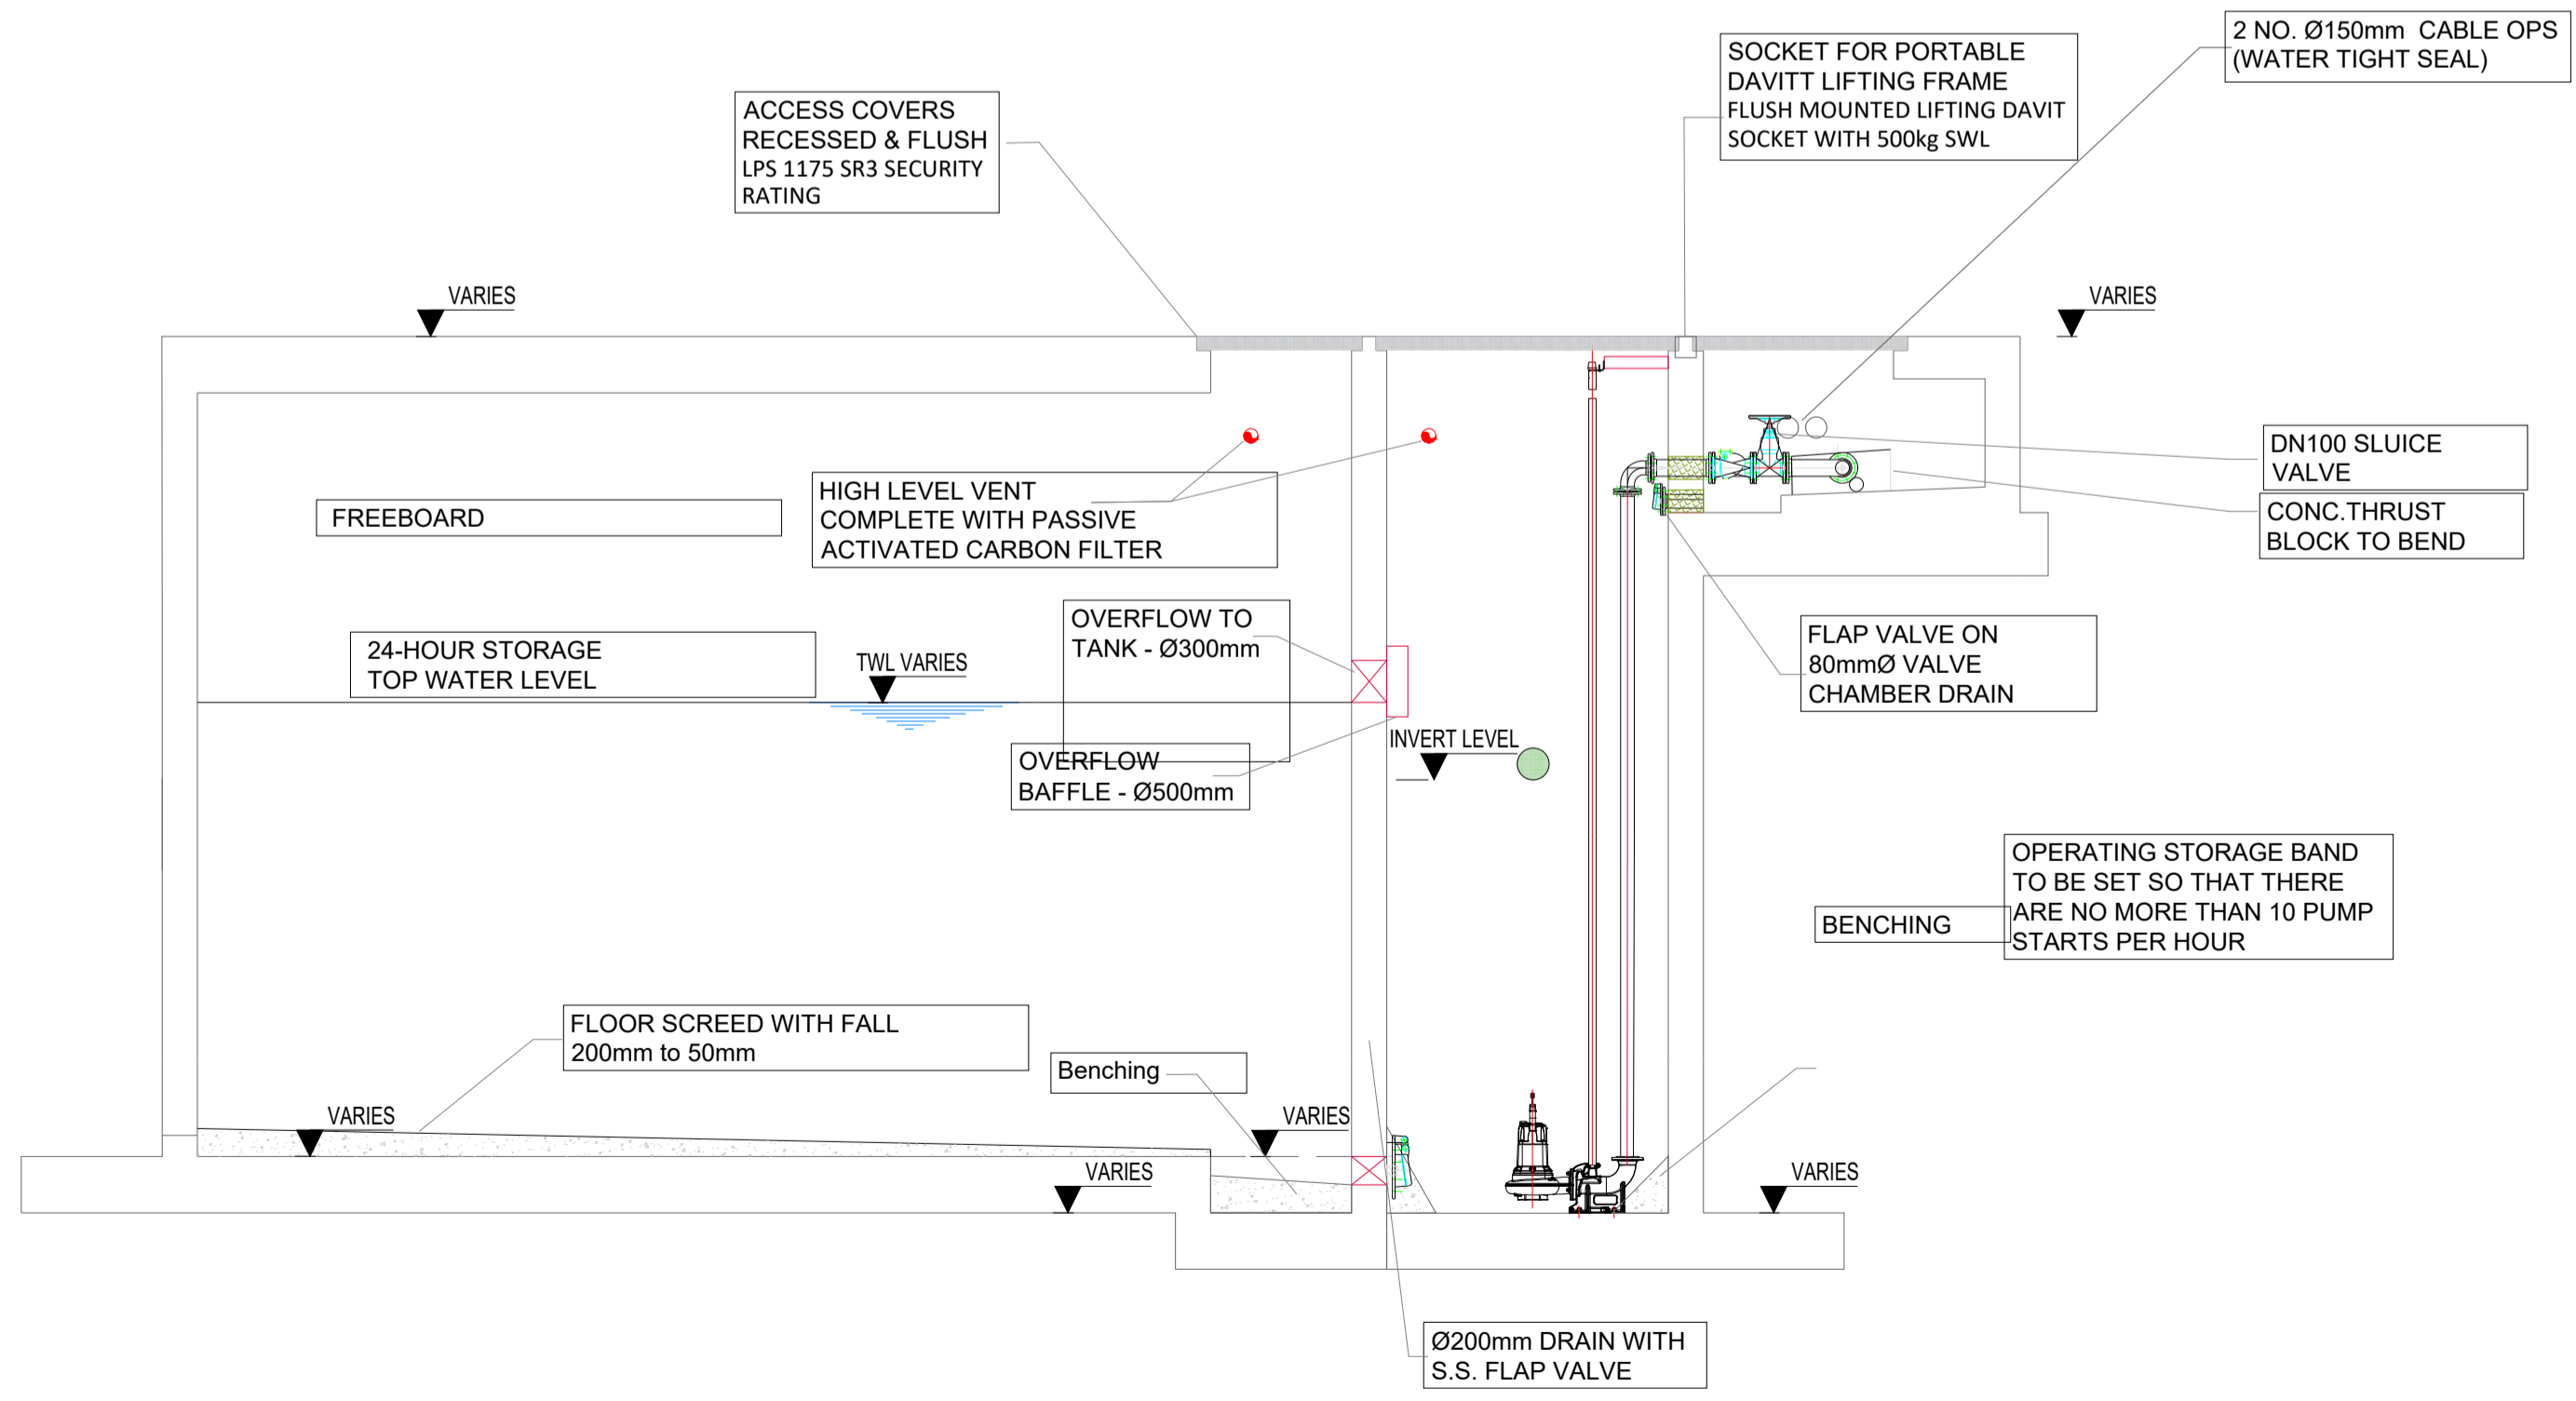 2 NO. Ø150mm  CABLE OPS
(WATER TIGHT SEAL)
SOCKET FOR PORTABLE
DAVITT LIFTING FRAME
FLUSH MOUNTED LIFTING DAVIT
SOCKET WITH 500kg SWL
ACCESS COVERS
RECESSED & FLUSH
LPS 1175 SR3 SECURITY
RATING
VARIES
VARIES
DN100 SLUICE
VALVE
HIGH LEVEL VENT
COMPLETE WITH PASSIVE
ACTIVATED CARBON FILTER
FREEBOARD
CONC.THRUST
BLOCK TO BEND
OVERFLOW TO
TANK - Ø300mm
24-HOUR STORAGE
TOP WATER LEVEL
TWL VARIES
FLAP VALVE ON
80mmØ VALVE
CHAMBER DRAIN
INVERT LEVEL
OVERFLOW
BAFFLE - Ø500mm
OPERATING STORAGE BAND
TO BE SET SO THAT THERE
ARE NO MORE THAN 10 PUMP
STARTS PER HOUR
BENCHING
FLOOR SCREED WITH FALL
200mm to 50mm
Benching
VARIES
VARIES
VARIES
VARIES
Ø200mm DRAIN WITH
S.S. FLAP VALVE